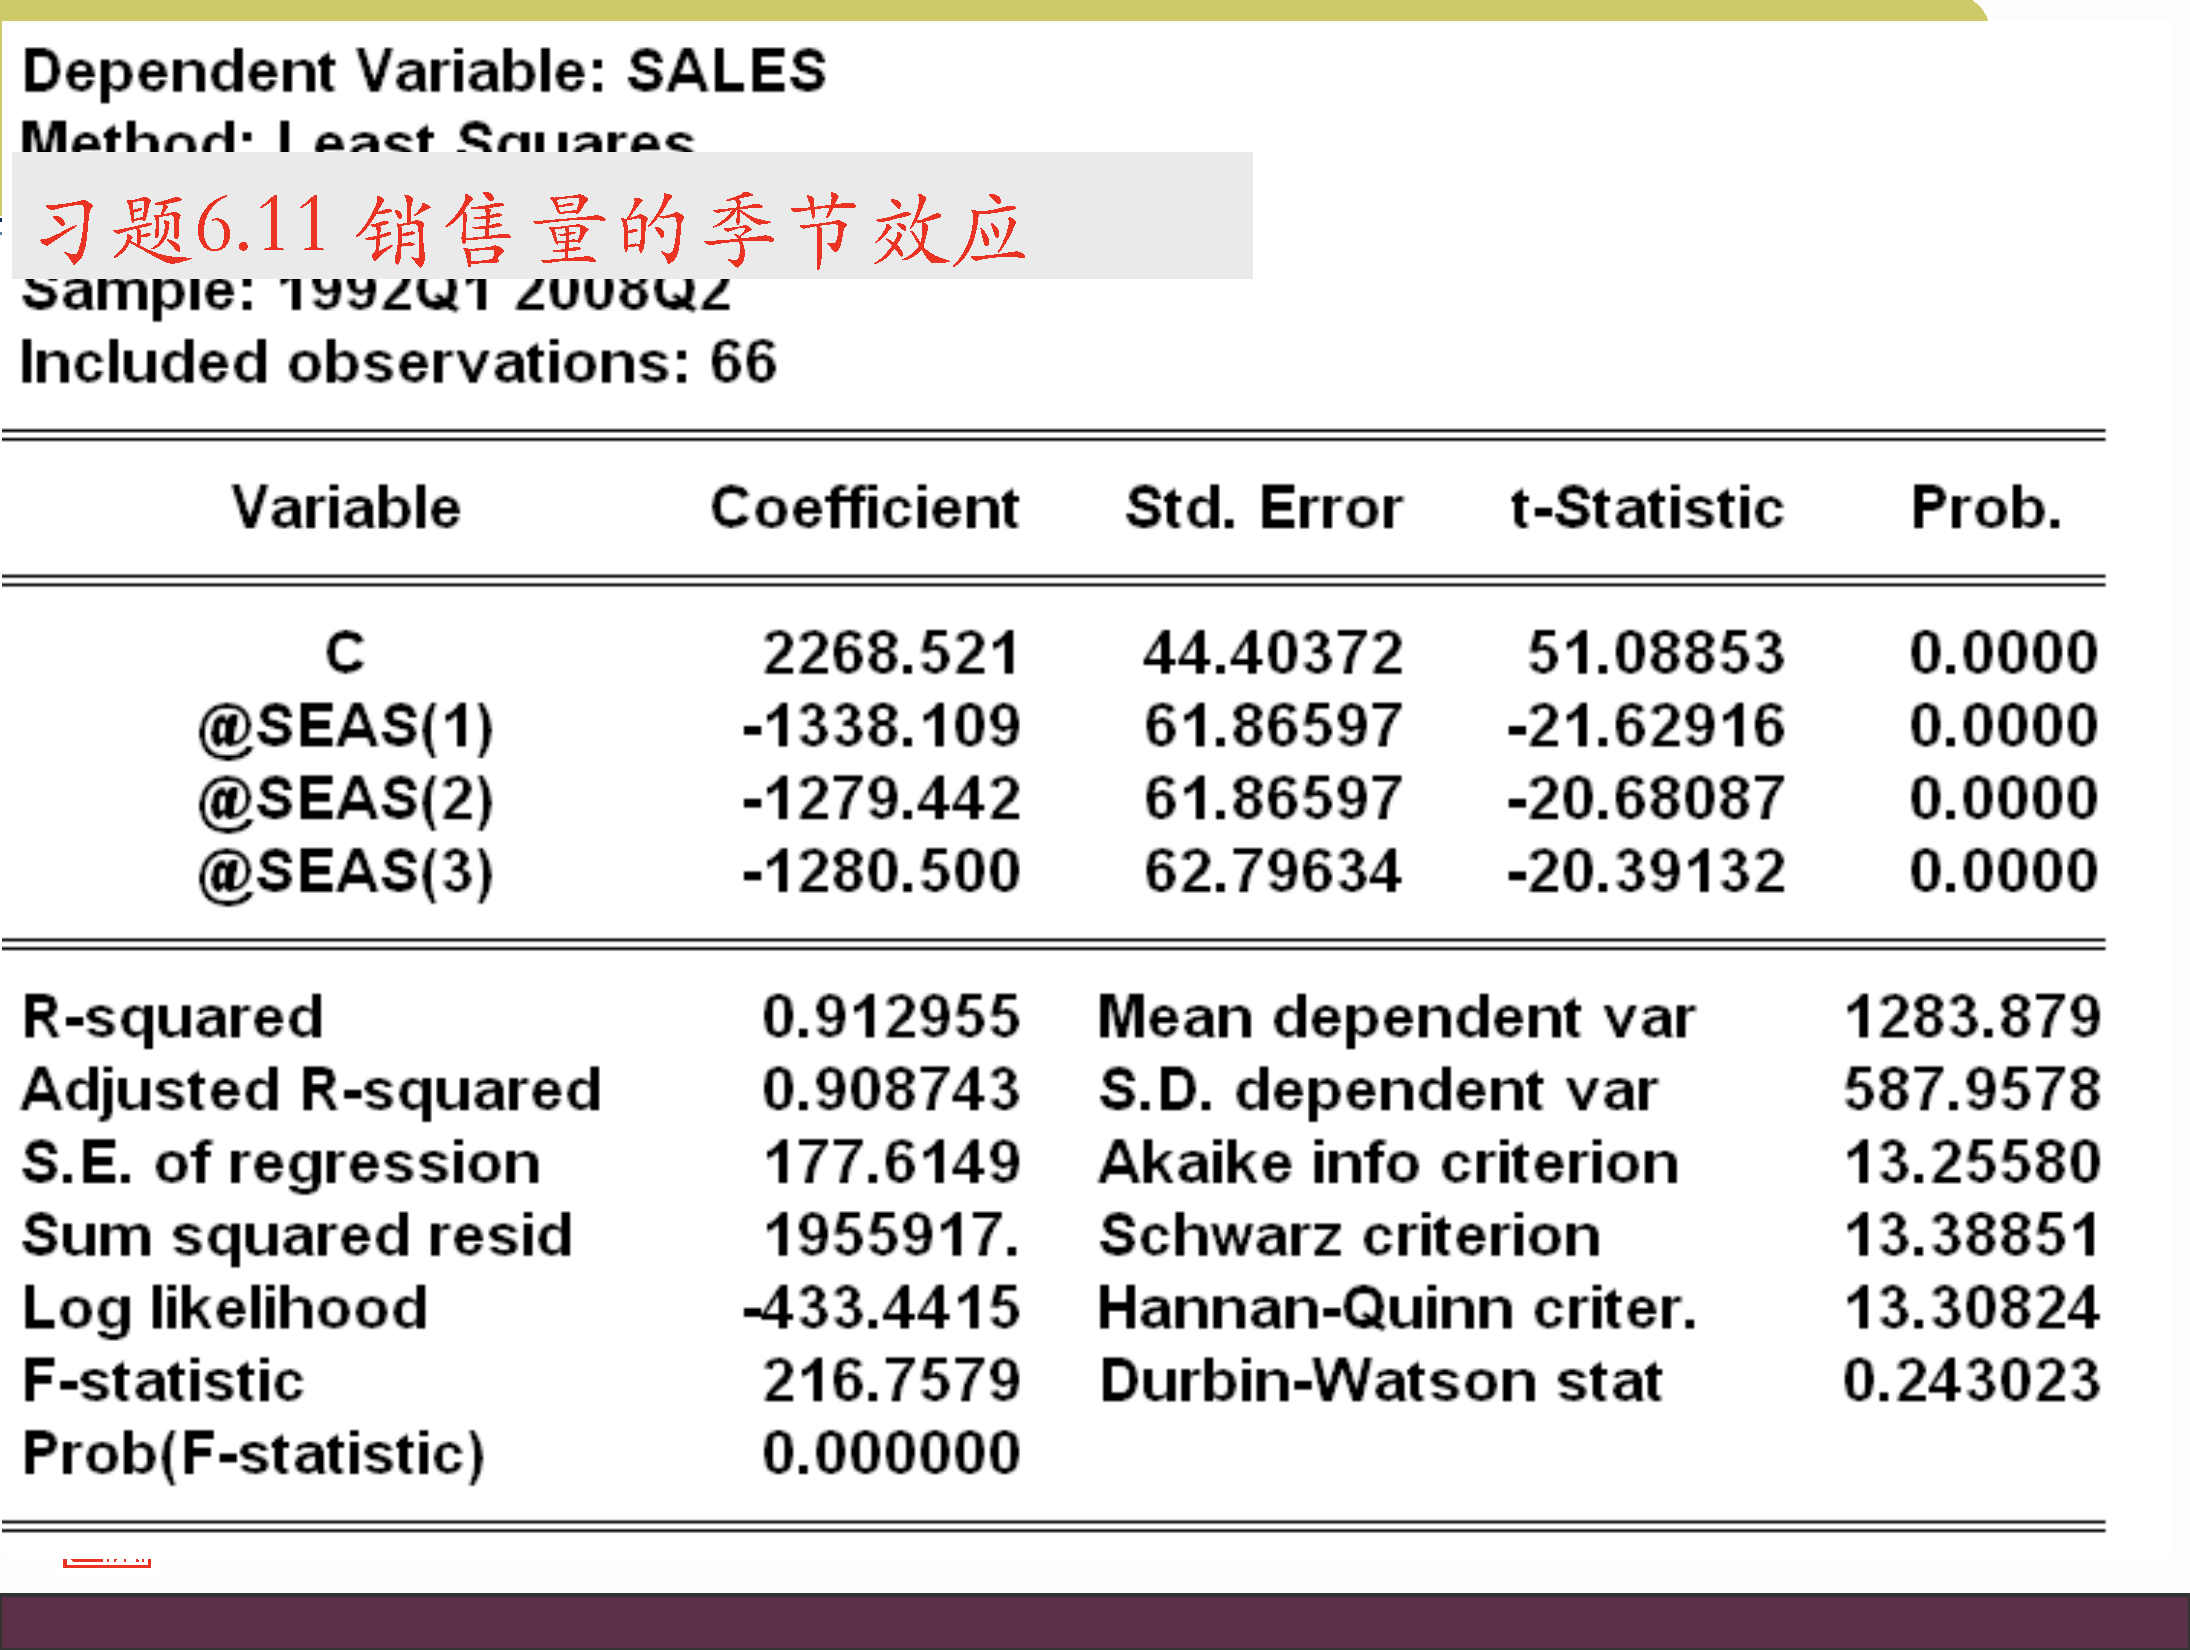 Dependent Variable: SALES
Method: Least Squares
习题6.11 销售量的季节效应
Sample: 1992Q1 2008Q2
Included observations: 66
Variable Coefficient Std. Error t-Statistic Prob.
C 2268.521 44.40372 51.08853 0.0000
@SEAS(1) -1338.109 61.86597 -21.62916 0.0000
@SEAS(2) -1279.442 61.86597 -20.68087 0.0000
@SEAS(3) -1280.500 62.79634 -20.39132 0.0000
R-squared 0.912955 Mean dependent var 1283.879
Adjusted R-squared 0.908743 S.D. dependent var 587.9578
S.E. of regression 177.6149 Akaike info criterion 13.25580
Sum squared resid 1955917. Schwarz criterion 13.38851
Log likelihood -433.4415 Hannan-Quinn criter. 13.30824
F-statistic 216.7579 Durbin-Watson stat 0.243023
Prob(F-statistic) 0.000000